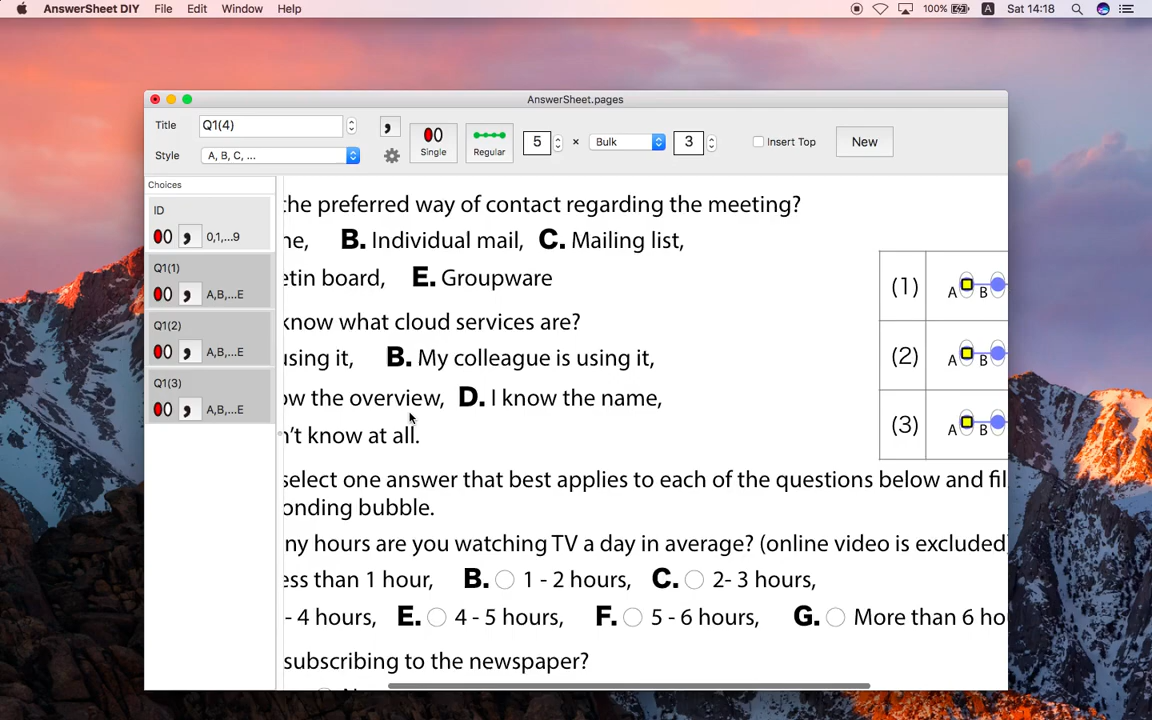 AnswerSheet DIY File Edit Window Help 100% A Sat 14:18
AnswerSheet.pages
Title Q1(4) , Single Regular 5 × Bulk 3 Insert Top New
Style A, B, C, ...
Choices
ID
, 0,1,...9
Q1(1)
, A,B,...E
Q1(2)
, A,B,...E
Q1(3)
, A,B,...E
the preferred way of contact regarding the meeting?
ne, B. Individual mail, C. Mailing list,
etin board, E. Groupware
know what cloud services are?
using it, B. My colleague is using it,
ow the overview, D. I know the name,
n't know at all.
(1) A B
(2) A B
(3) A B
select one answer that best applies to each of the questions below and fil
onding bubble.
ny hours are you watching TV a day in average? (online video is excluded)
ess than 1 hour, B. 1 - 2 hours, C. 2- 3 hours,
- 4 hours, E. 4 - 5 hours, F. 5 - 6 hours, G. More than 6 ho
subscribing to the newspaper?